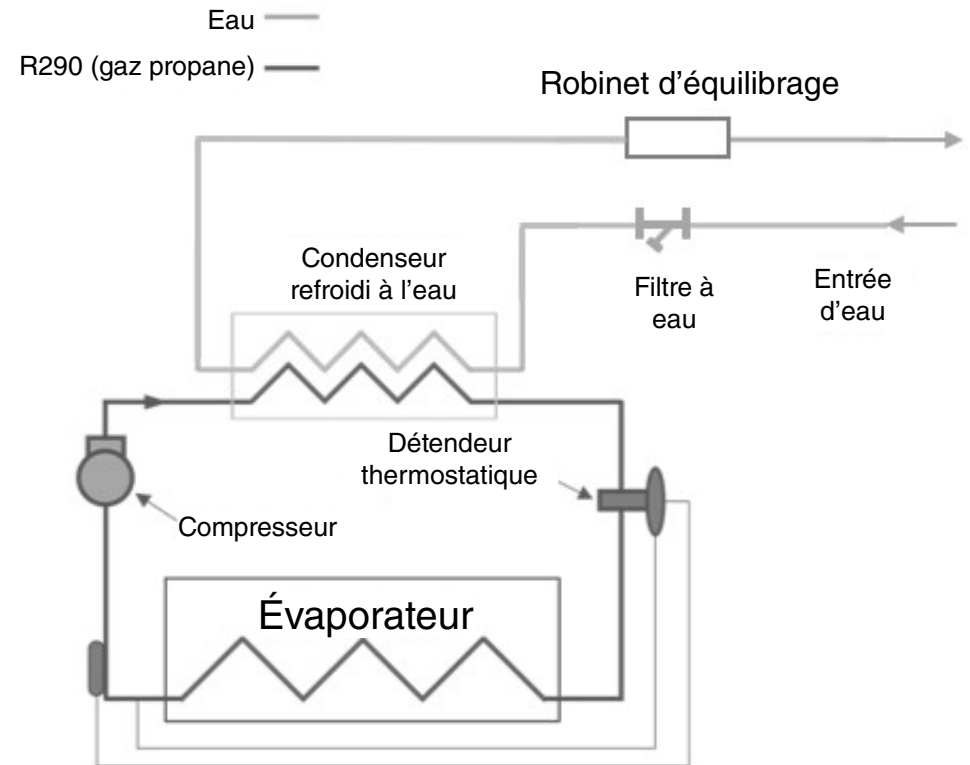 Eau
R290 (gaz propane)
Robinet d'équilibrage
Condenseur
refroidi à l'eau
Filtre à
eau
Entrée
d'eau
Détendeur
thermostatique
Compresseur
Évaporateur